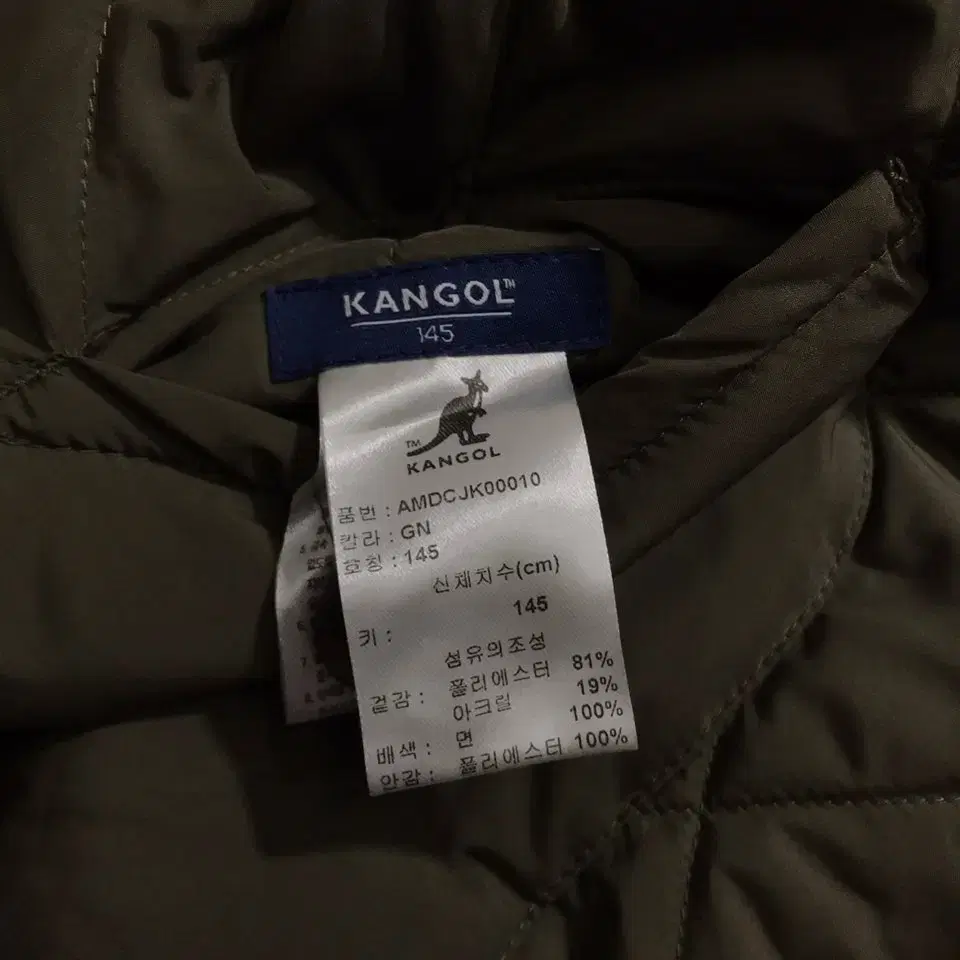 KANGOL™
145
TM
KANGOL
품번 : AMDCJK00010
칼라 : GN
호칭 : 145
신체치수(cm)
키 : 145
섬유의조성
겉감 : 폴리에스터 81%
아크릴 19%
배색 : 면 100%
안감 : 폴리에스터 100%